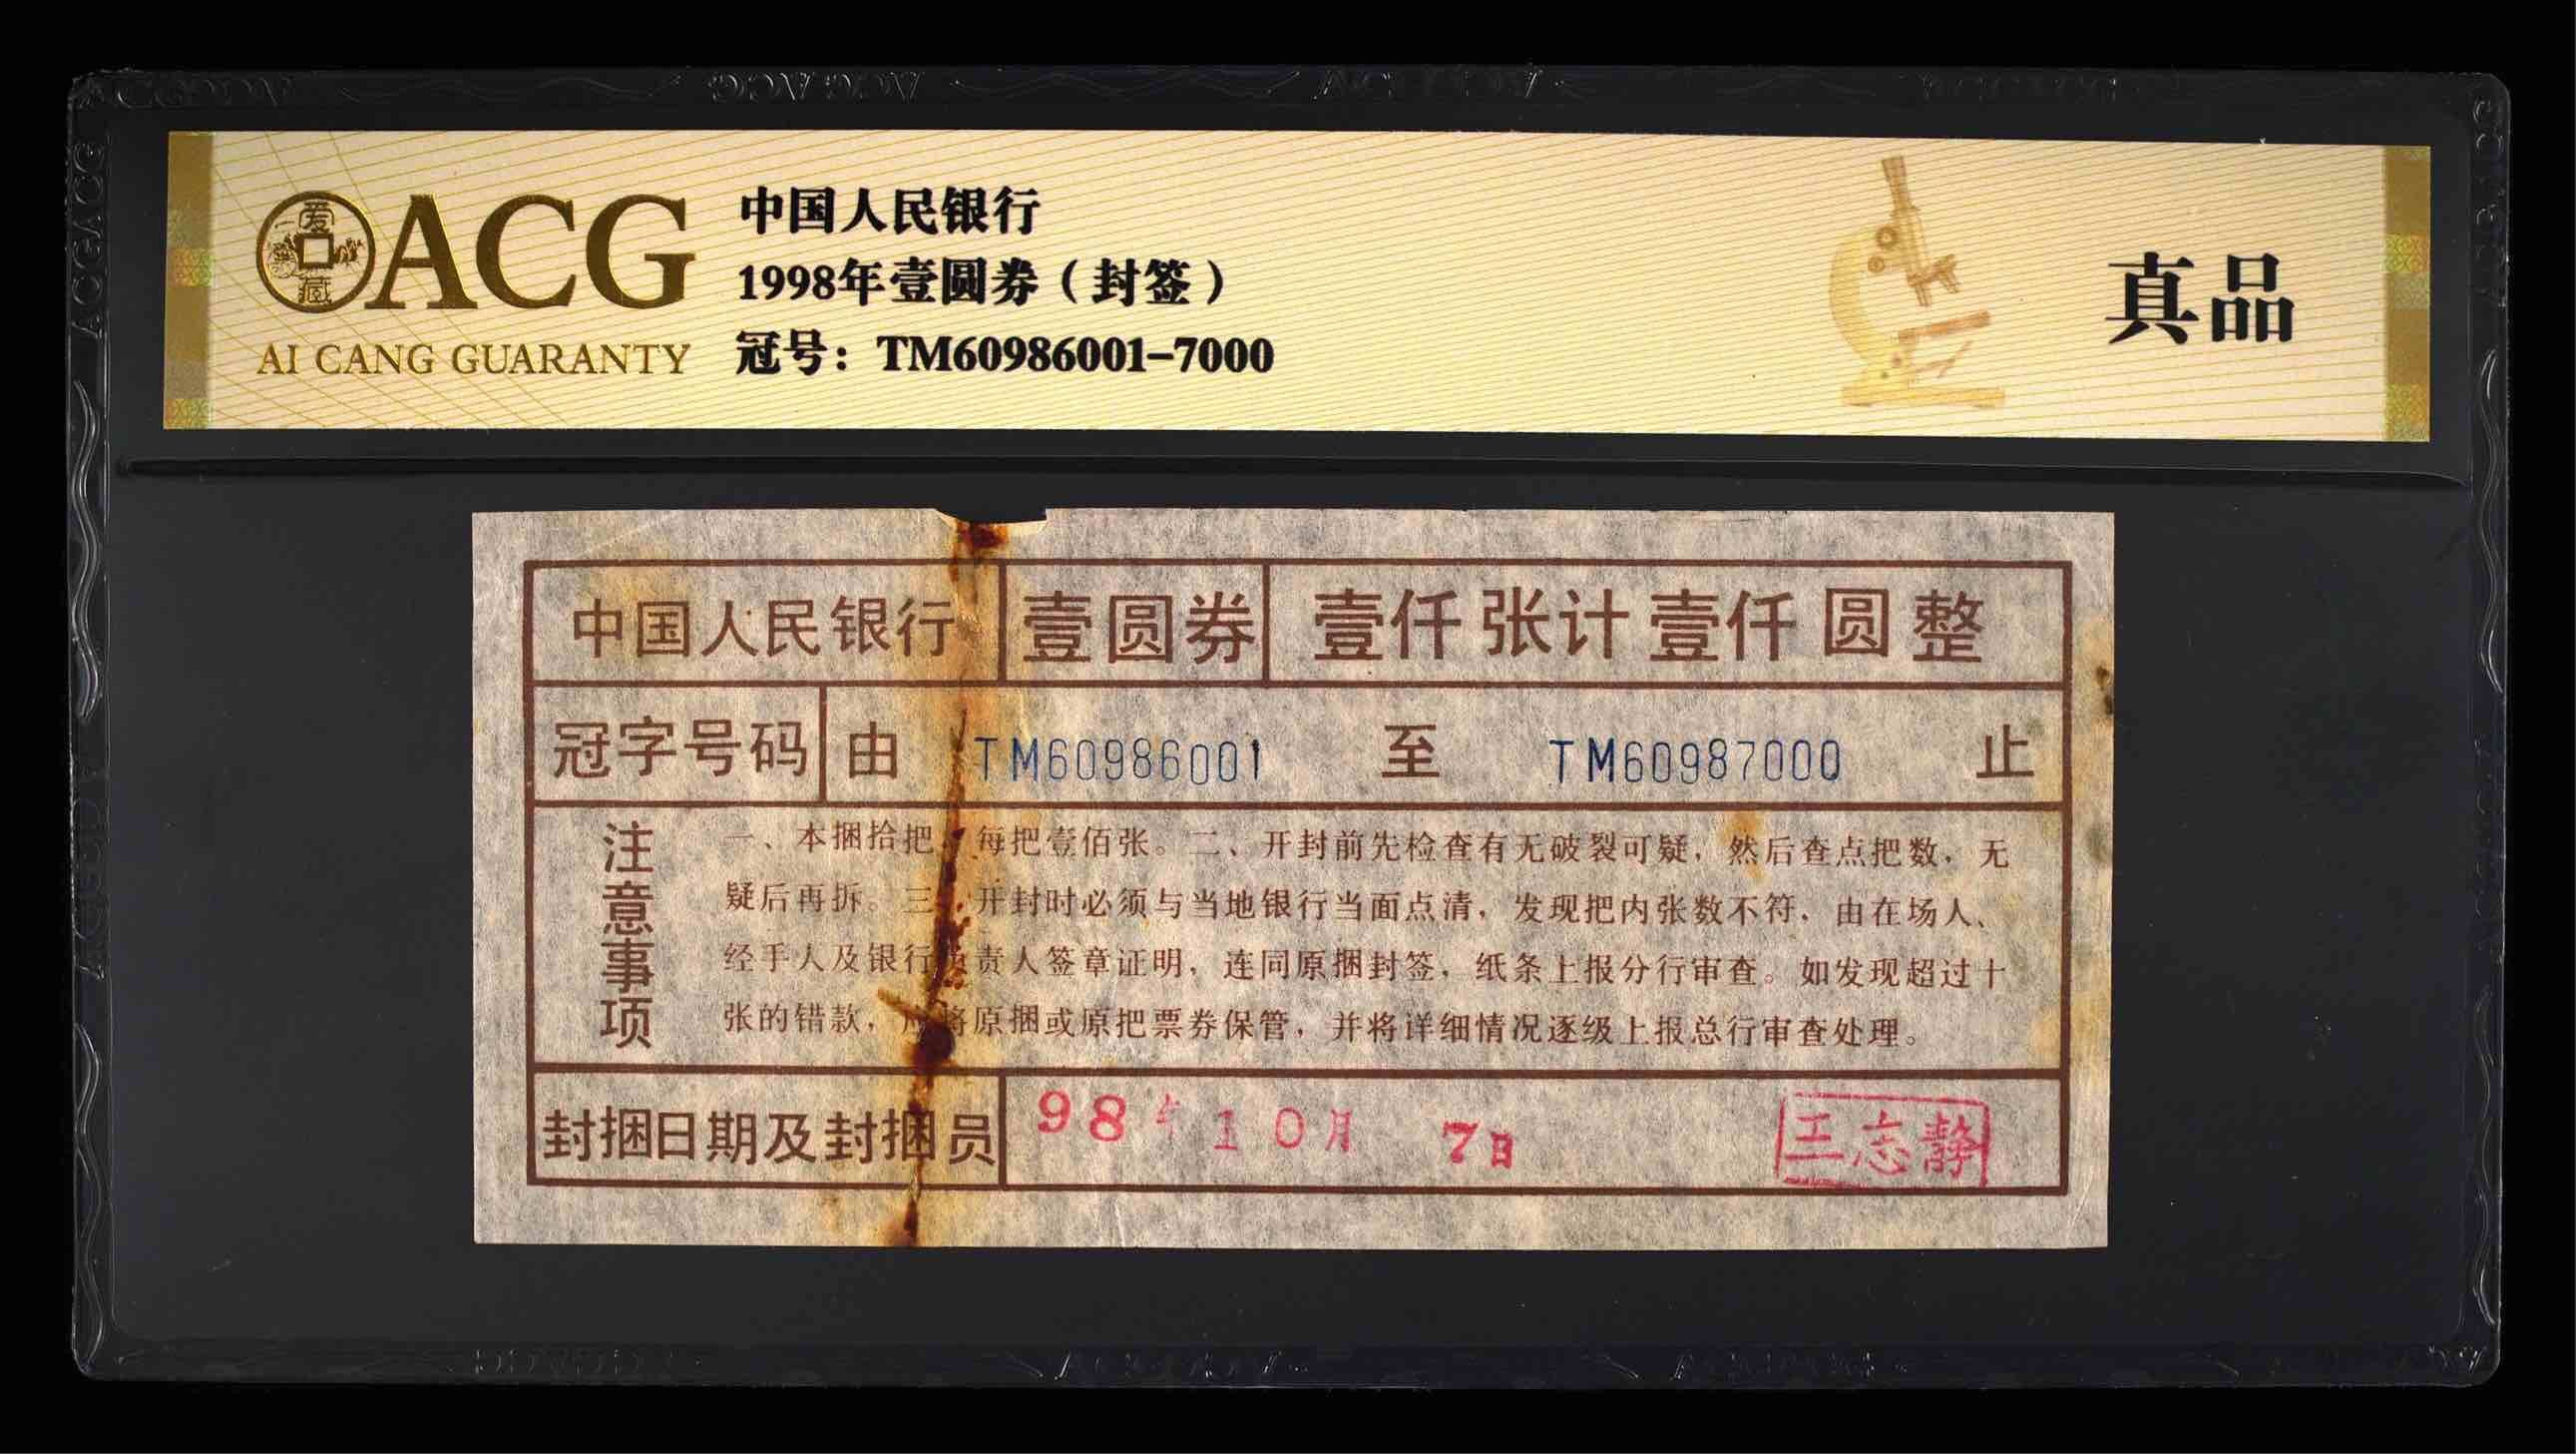 爱藏
ACG
AI CANG GUARANTY
中国人民银行
1998年壹圆券（封签）
冠号：TM60986001-7000
真品
中国人民银行 壹圆券 壹仟张计壹仟圆整
冠字号码 由 TM60986001 至 TM60987000 止
注意事项
一、本捆拾把，每把壹佰张。二、开封前先检查有无破裂可疑，然后查点把数，无
疑后再拆。三、开封时必须与当地银行当面点清，发现把内张数不符，由在场人、
经手人及银行负责人签章证明，连同原捆封签，纸条上报分行审查。如发现超过十
张的错款，应将原捆或原把票券保管，并将详细情况逐级上报总行审查处理。
封捆日期及封捆员 98年10月 7日 王志静